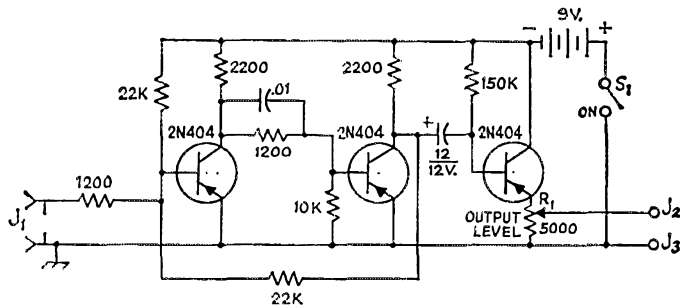 9V.
- +
2200
.01
2200
22K
150K
S1
ON
2N404
1200
2N404
+
12
12V.
2N404
1200
10K
R1
J1
OUTPUT
LEVEL
5000
J2
J3
22K